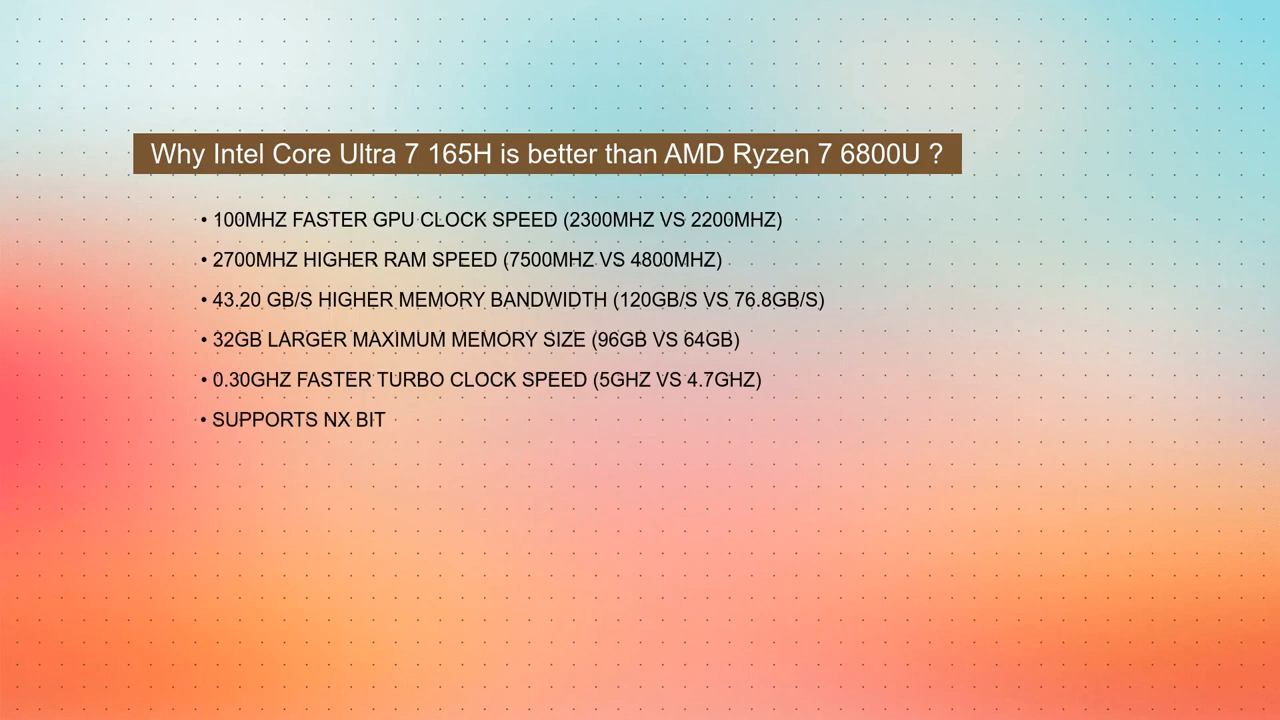 Why Intel Core Ultra 7 165H is better than AMD Ryzen 7 6800U ?
• 100MHZ FASTER GPU CLOCK SPEED (2300MHZ VS 2200MHZ)
• 2700MHZ HIGHER RAM SPEED (7500MHZ VS 4800MHZ)
• 43.20 GB/S HIGHER MEMORY BANDWIDTH (120GB/S VS 76.8GB/S)
• 32GB LARGER MAXIMUM MEMORY SIZE (96GB VS 64GB)
• 0.30GHZ FASTER TURBO CLOCK SPEED (5GHZ VS 4.7GHZ)
• SUPPORTS NX BIT